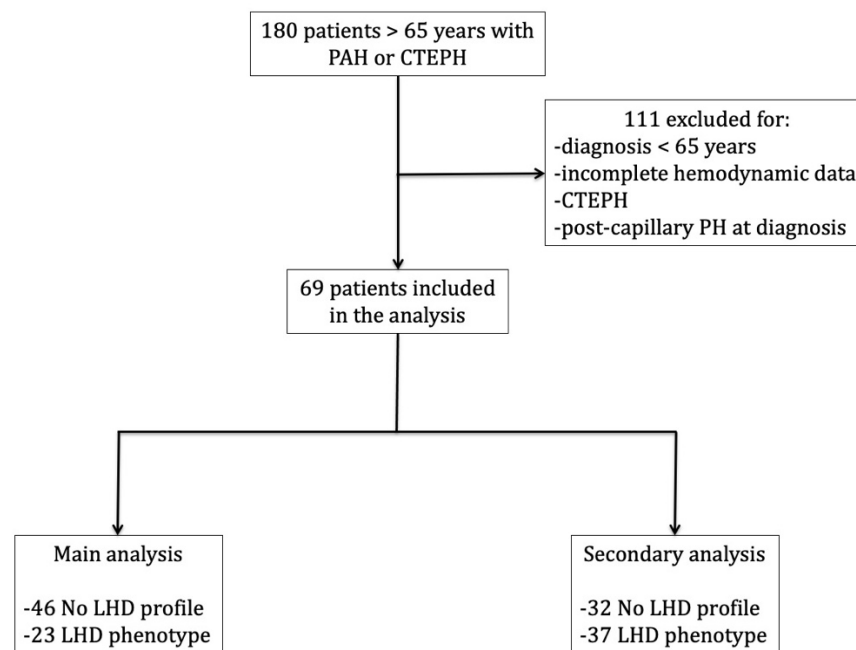 180 patients > 65 years with
PAH or CTEPH
111 excluded for:
-diagnosis < 65 years
-incomplete hemodynamic data
-CTEPH
-post-capillary PH at diagnosis
69 patients included
in the analysis
Main analysis
-46 No LHD profile
-23 LHD phenotype
Secondary analysis
-32 No LHD profile
-37 LHD phenotype